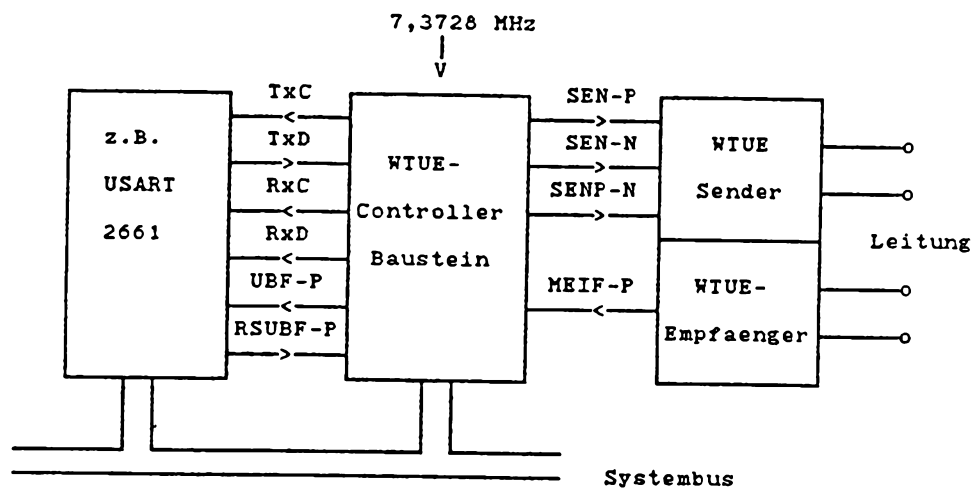 7,3728 MHz
V
z.B.
USART
2661
TxC
TxD
RxC
RxD
UBF-P
RSUBF-P
WTUE-
Controller
Baustein
SEN-P
SEN-N
SENP-N
MEIF-P
WTUE
Sender
WTUE-
Empfaenger
Leitung
Systembus